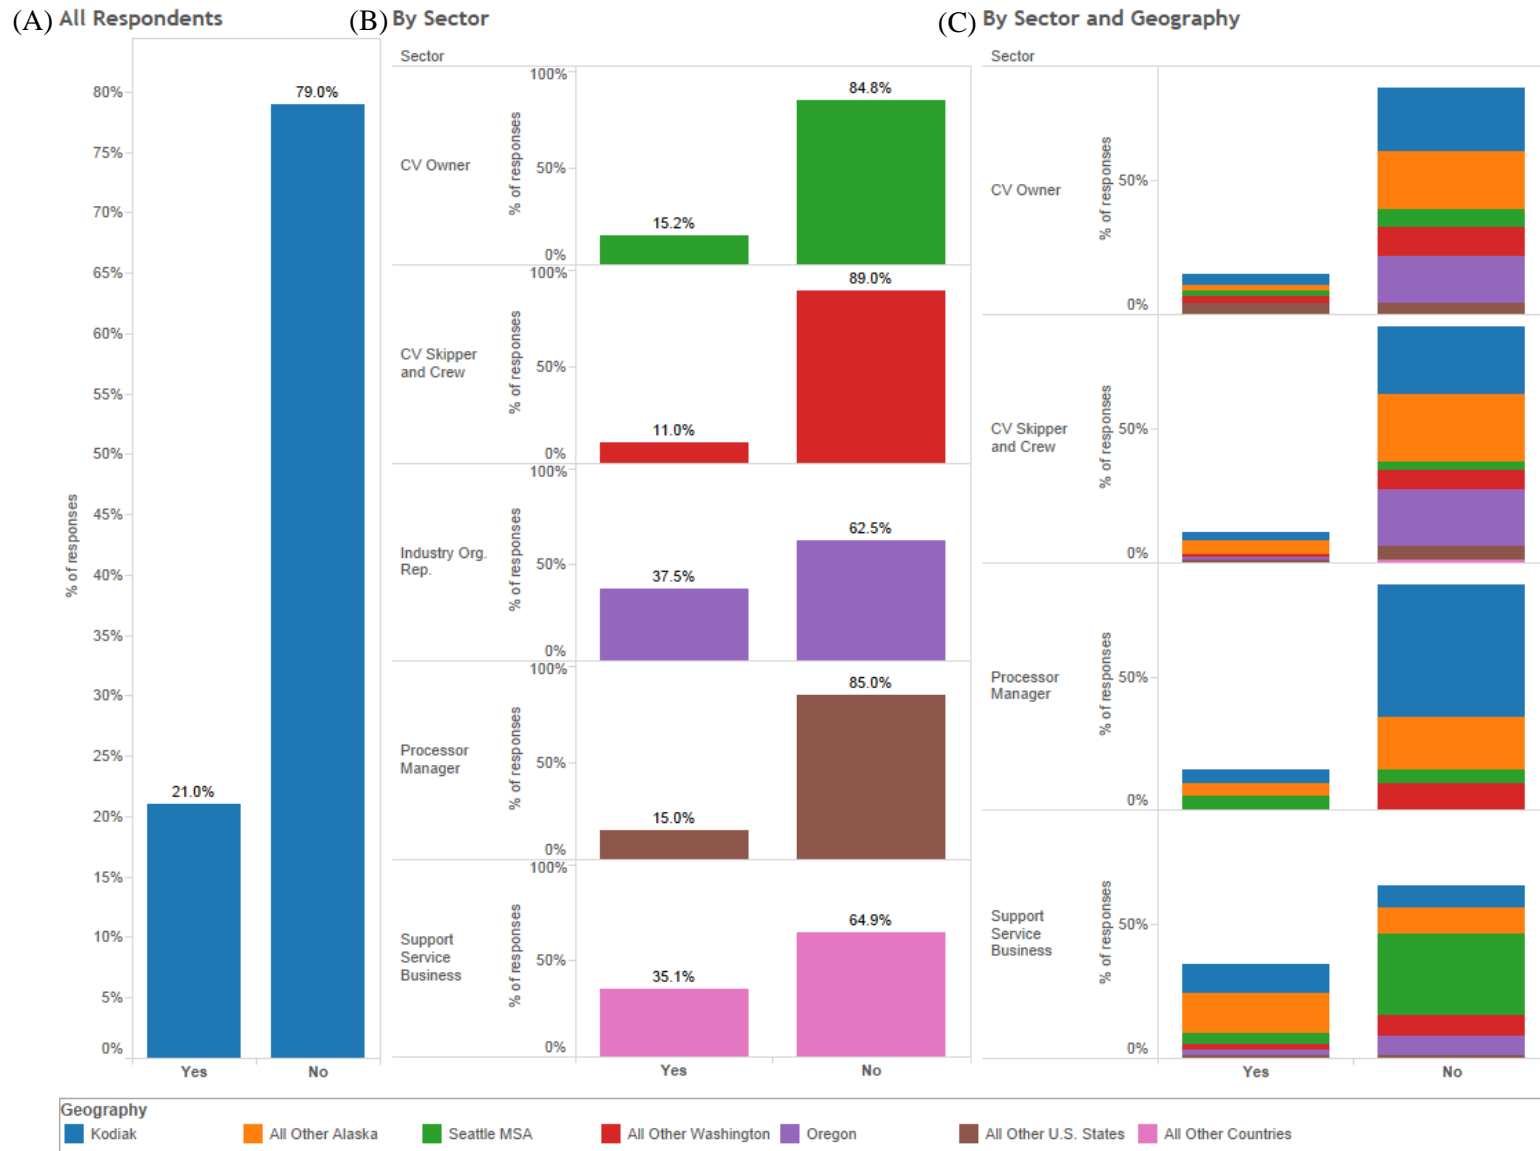 (A) All Respondents
80%
75%
70%
65%
60%
55%
50%
45%
40%
35%
30%
25%
20%
15%
10%
5%
0%
% of responses
79.0%
21.0%
Yes No
(B) By Sector
Sector
CV Owner
% of responses
100%
50%
0%
15.2%
84.8%
CV Skipper
and Crew
% of responses
100%
50%
0%
11.0%
89.0%
Industry Org.
Rep.
% of responses
100%
50%
0%
37.5%
62.5%
Processor
Manager
% of responses
100%
50%
0%
15.0%
85.0%
Support
Service
Business
% of responses
100%
50%
0%
35.1%
64.9%
Yes No
(C) By Sector and Geography
Sector
CV Owner
% of responses
50%
0%
CV Skipper
and Crew
% of responses
50%
0%
Processor
Manager
% of responses
50%
0%
Support
Service
Business
% of responses
50%
0%
Yes No
Geography
Kodiak All Other Alaska Seattle MSA All Other Washington Oregon All Other U.S. States All Other Countries